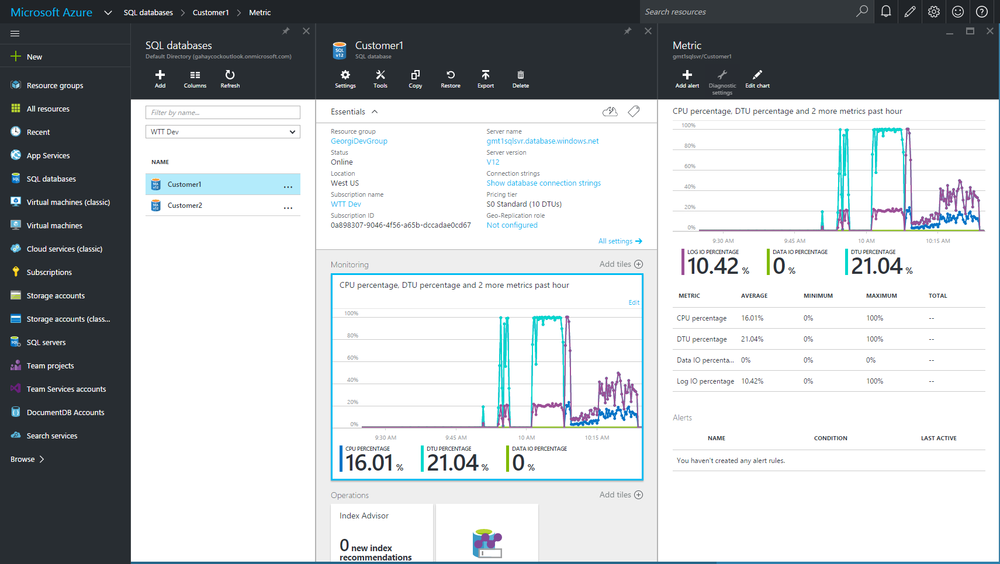 Microsoft Azure
SQL databases
Customer1
Metric
Search resources
New
Resource groups
All resources
Recent
App Services
SQL databases
Virtual machines (classic)
Virtual machines
Cloud services (classic)
Subscriptions
Storage accounts
Storage accounts (class...
SQL servers
Team projects
Team Services accounts
DocumentDB Accounts
Search services
Browse
SQL databases
Default Directory (gahaycockoutlook.onmicrosoft.com)
Add
Columns
Refresh
Filter by name...
WTT Dev
NAME
Customer1
...
Customer2
...
SQL v12
Customer1
SQL database
Settings
Tools
Copy
Restore
Export
Delete
Essentials
Resource group
GeorgiDevGroup
Status
Online
Location
West US
Subscription name
WTT Dev
Subscription ID
0a898307-9046-4f56-a65b-dccadae0cd67
Server name
gmt1sqlsvr.database.windows.net
Server version
V12
Connection strings
Show database connection strings
Pricing tier
S0 Standard (10 DTUs)
Geo-Replication role
Not configured
All settings
Monitoring
Add tiles
CPU percentage, DTU percentage and 2 more metrics past hour
Edit
100%
80%
60%
40%
20%
0%
9:30 AM
9:45 AM
10 AM
10:15 AM
CPU PERCENTAGE
16.01 %
DTU PERCENTAGE
21.04 %
DATA IO PERCENTAGE
0 %
Operations
Add tiles
Index Advisor
0 new index
recommendations
Metric
gmt1sqlsvr/Customer1
Add alert
Diagnostic
settings
Edit chart
CPU percentage, DTU percentage and 2 more metrics past hour
100%
80%
60%
40%
20%
0%
9:30 AM
9:45 AM
10 AM
10:15 AM
LOG IO PERCENTAGE
10.42 %
DATA IO PERCENTAGE
0 %
DTU PERCENTAGE
21.04 %
METRIC AVERAGE MINIMUM MAXIMUM TOTAL
CPU percentage 16.01% 0% 100% --
DTU percentage 21.04% 0% 100% --
Data IO percenta... 0% 0% 0% --
Log IO percentage 10.42% 0% 100% --
Alerts
NAME CONDITION LAST ACTIVE
You haven't created any alert rules.